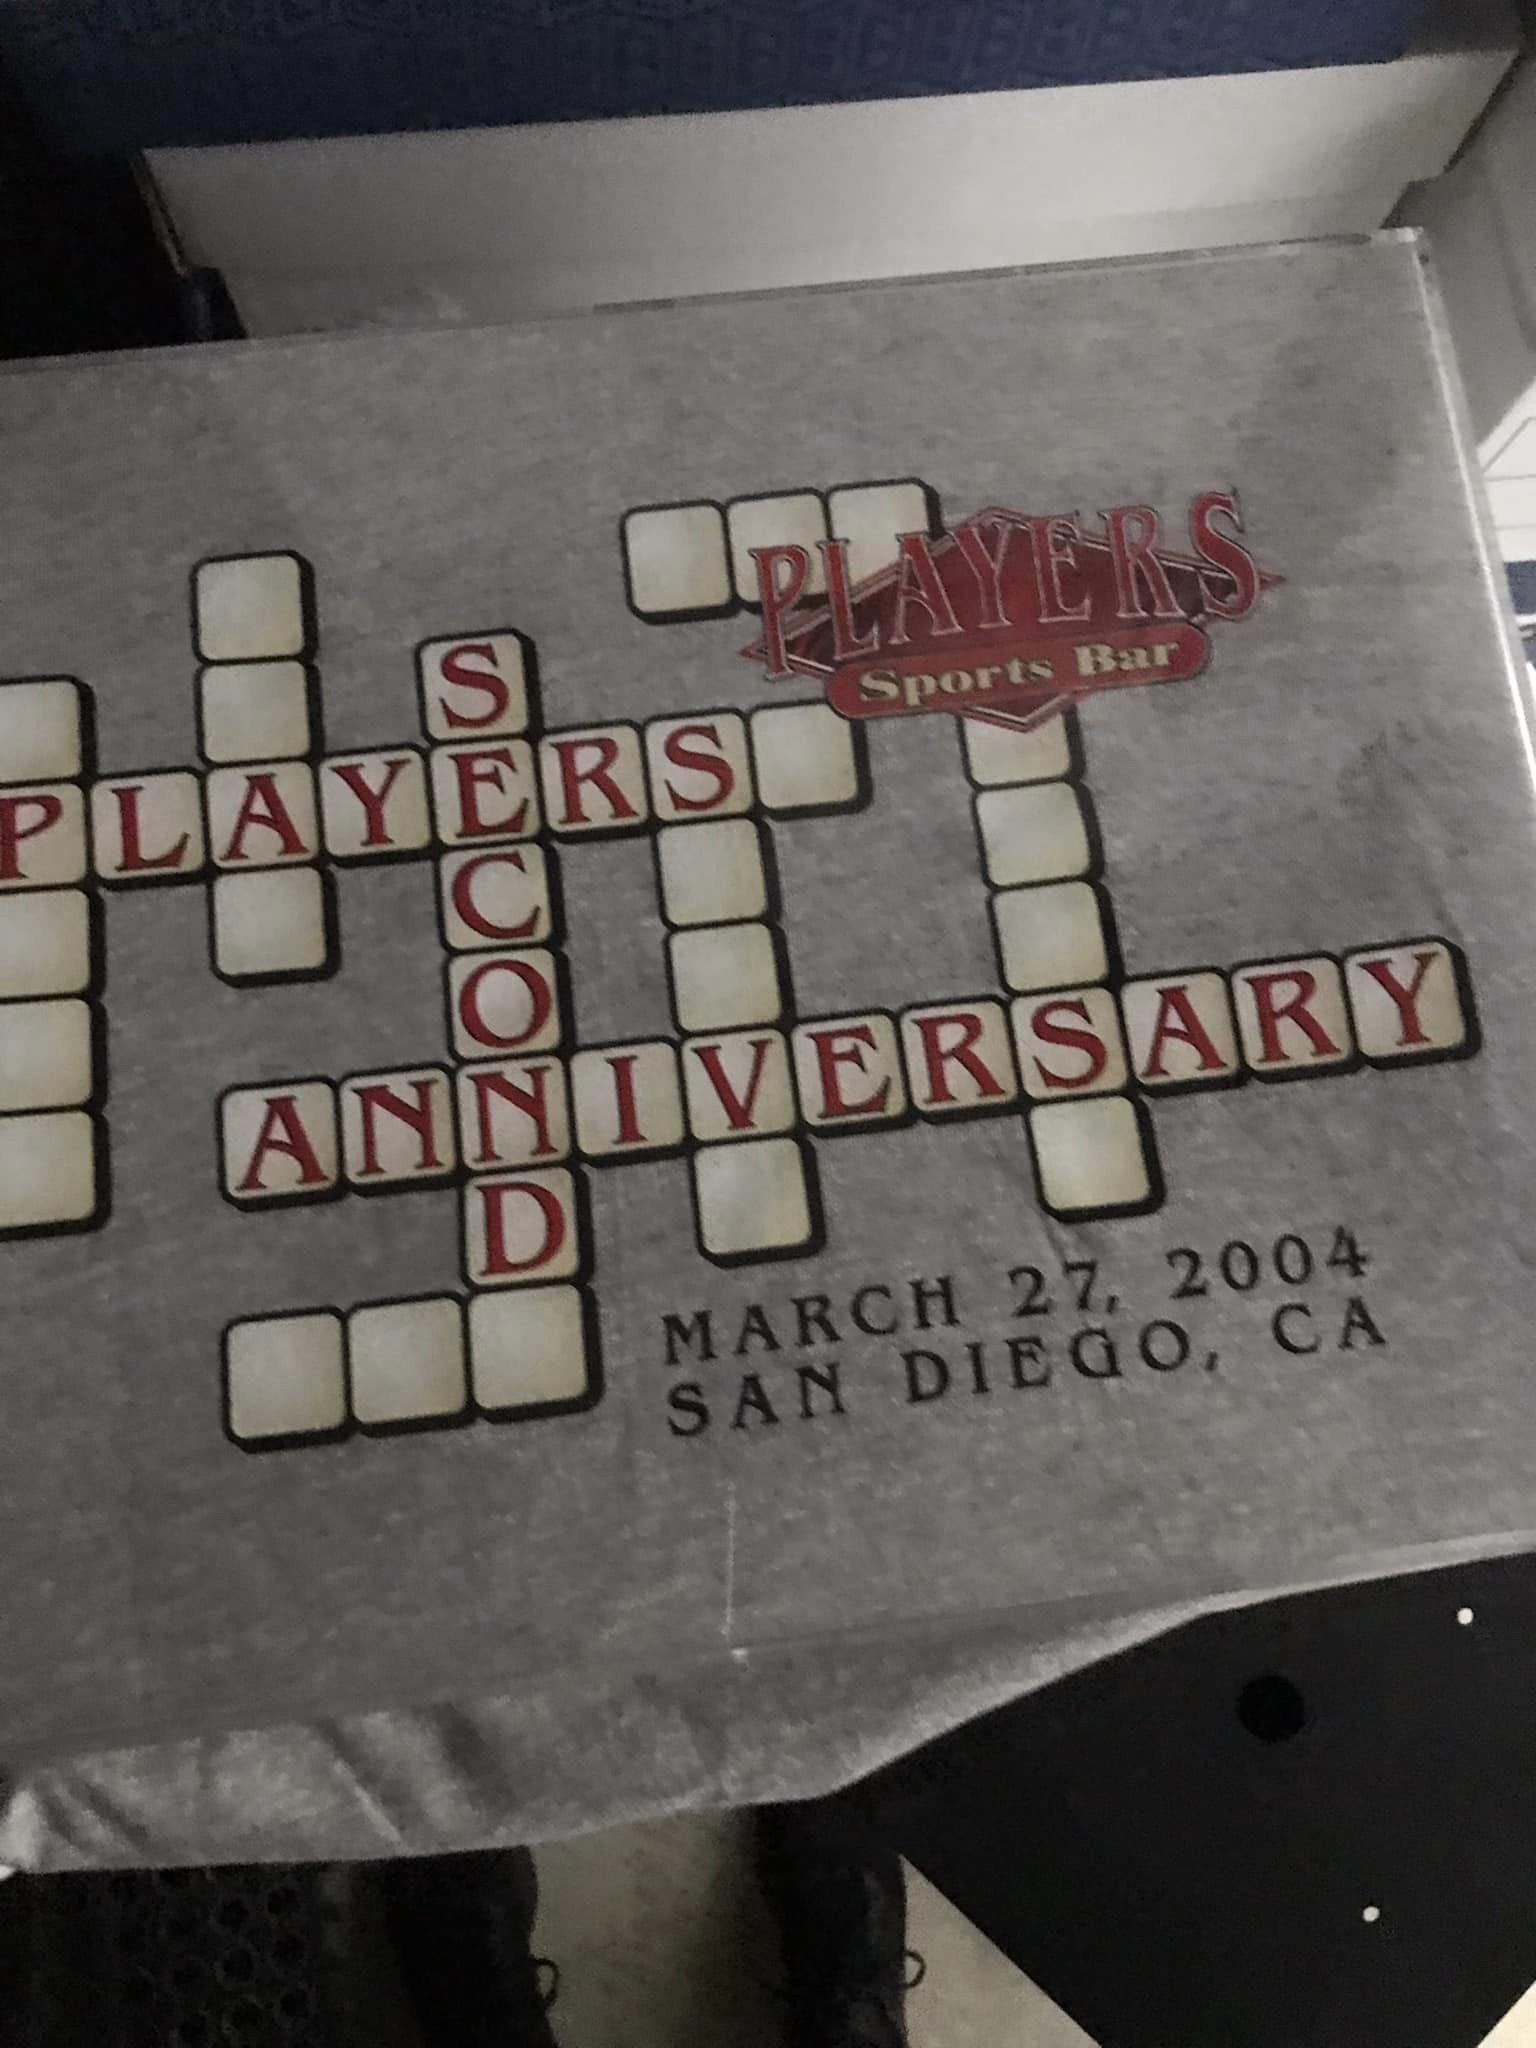 PLAYERS
Sports Bar
PLAYERS
SECOND
ANNIVERSARY
MARCH 27, 2004
SAN DIEGO, CA